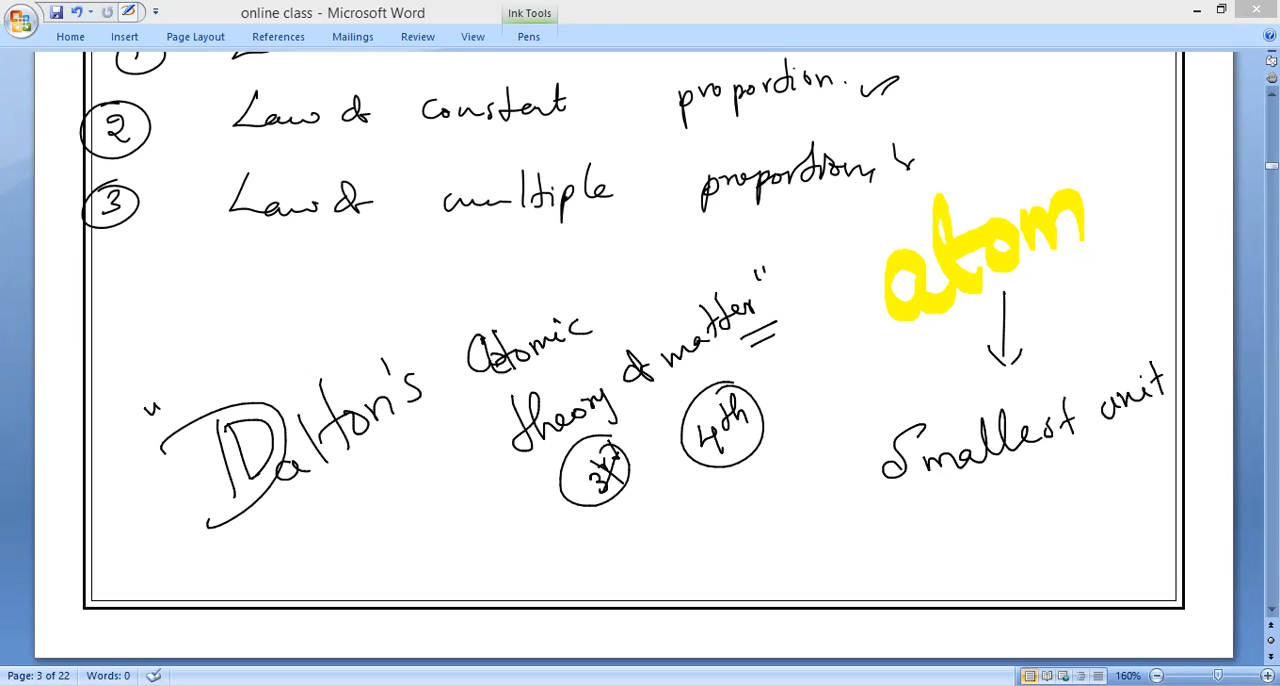 online class - Microsoft Word
Ink Tools
Home Insert Page Layout References Mailings Review View Pens
1
2 Law of constant proportion.
3 Law of multiple proportion,
atom
"Dalton's atomic theory of matter"
4th
smallest unit
Page: 3 of 22 Words: 0 160%